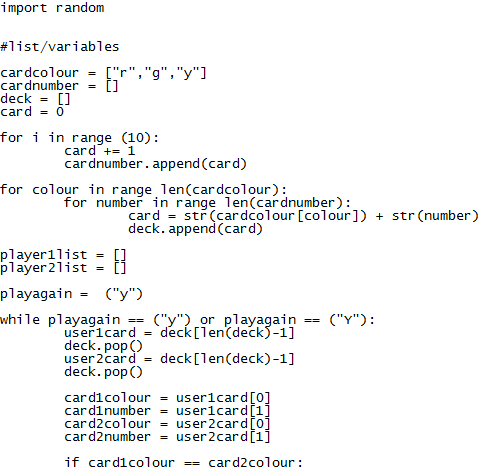 import random
#list/variables
cardcolour = ["r","g","y"]
cardnumber = []
deck = []
card = 0
for i in range (10):
card += 1
cardnumber.append(card)
for colour in range len(cardcolour):
for number in range len(cardnumber):
card = str(cardcolour[colour]) + str(number)
deck.append(card)
player1list = []
player2list = []
playagain =  ("y")
while playagain == ("y") or playagain == ("Y"):
user1card = deck[len(deck)-1]
deck.pop()
user2card = deck[len(deck)-1]
deck.pop()
card1colour = user1card[0]
card1number = user1card[1]
card2colour = user2card[0]
card2number = user2card[1]
if card1colour == card2colour: